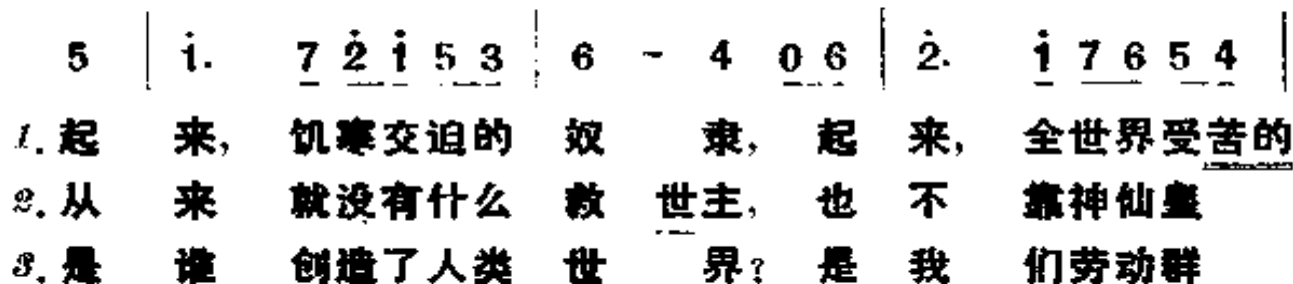 5 | i. 7 2 i 5 3 | 6 - 4 0 6 | 2. i 7 6 5 4 |
1. 起 来, 饥寒交迫的 奴 隶, 起 来, 全世界受苦的
2. 从 来 就没有什么 救 世主, 也 不 靠神仙皇
3. 是 谁 创造了人类 世 界? 是 我 们劳动群